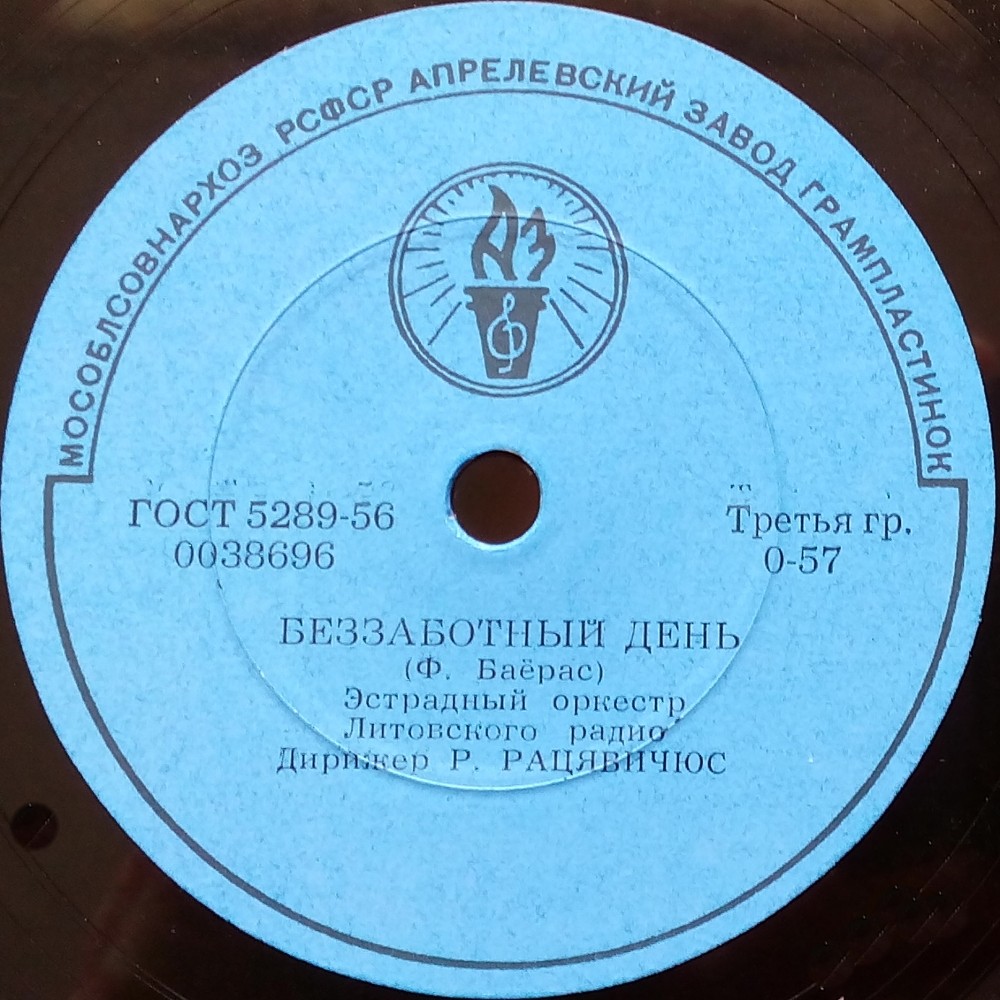 МОСОБЛСОВНАРХОЗ РСФСР АПРЕЛЕВСКИЙ ЗАВОД ГРАМПЛАСТИНОК
АЗ
ГОСТ 5289-56
0038696
Третья гр.
0-57
БЕЗЗАБОТНЫЙ ДЕНЬ
(Ф. Баёрас)
Эстрадный оркестр
Литовского радио
Дирижер Р. РАЦЯВИЧЮС